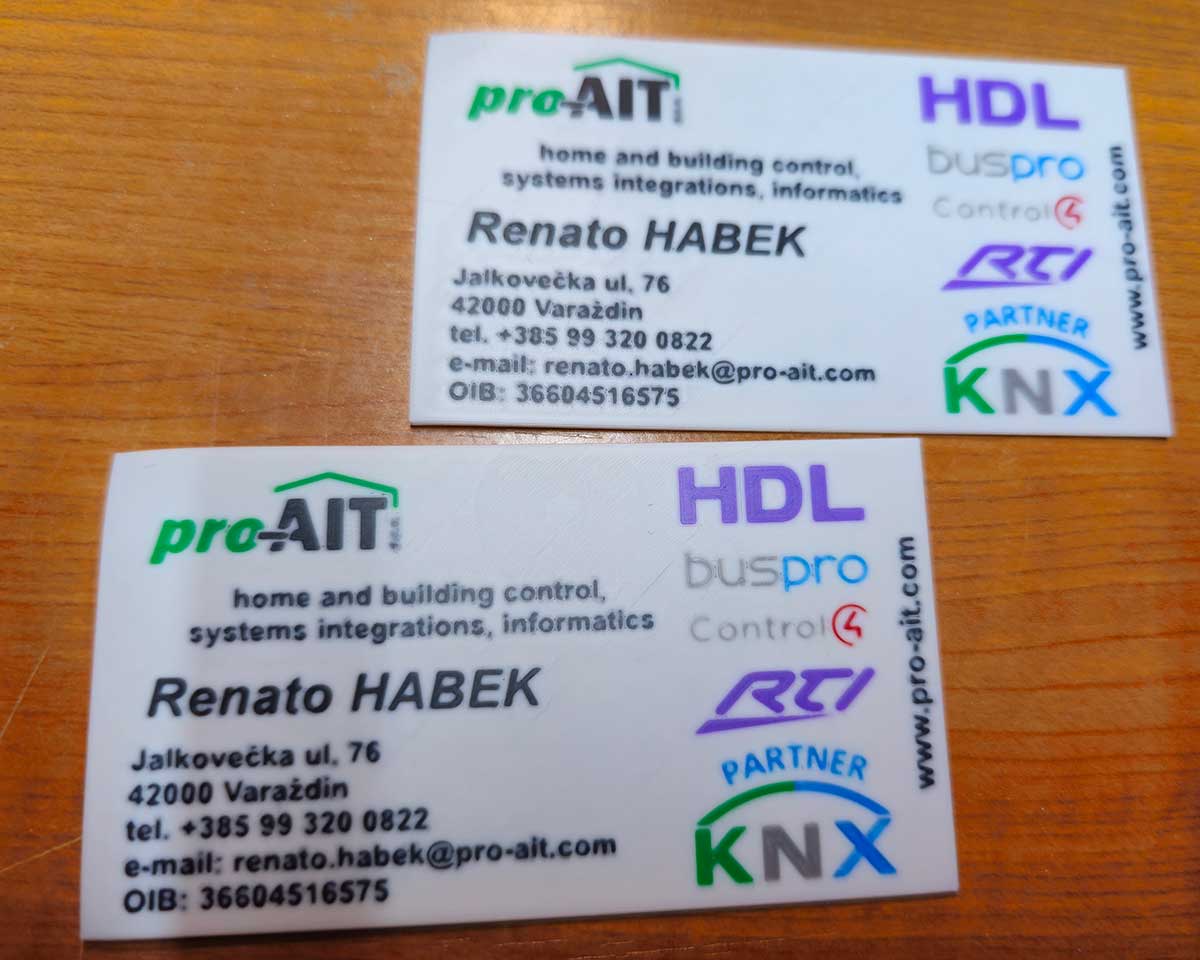 pro-AIT
home and building control,
systems integrations, informatics
Renato HABEK
Jalkovečka ul. 76
42000 Varaždin
tel. +385 99 320 0822
e-mail: renato.habek@pro-ait.com
OIB: 36604516575
HDL
buspro
Control4
RTI
PARTNER
KNX
www.pro-ait.com
pro-AIT
home and building control,
systems integrations, informatics
Renato HABEK
Jalkovečka ul. 76
42000 Varaždin
tel. +385 99 320 0822
e-mail: renato.habek@pro-ait.com
OIB: 36604516575
HDL
buspro
Control4
RTI
PARTNER
KNX
www.pro-ait.com